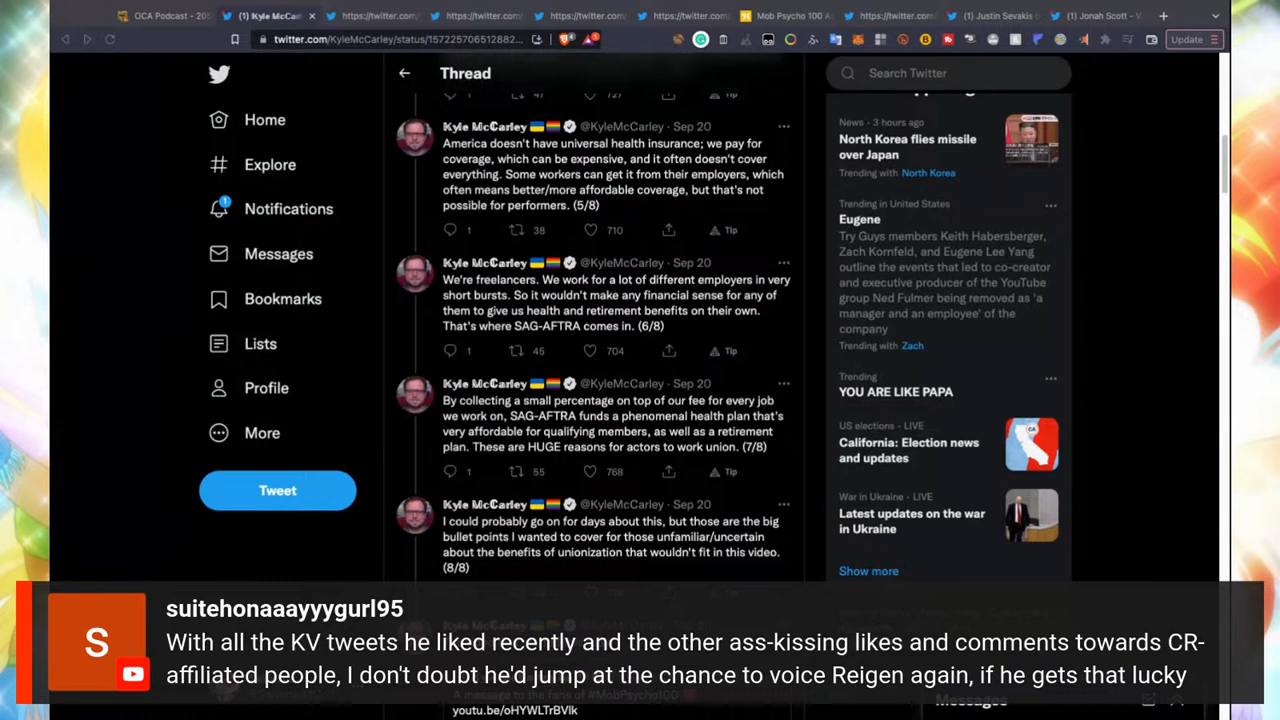 OCA Podcast - 205
(1) Kyle McCar
https://twitter.com/
https://twitter.com/
https://twitter.com/
https://twitter.com/
Mob Psycho 100 A
https://twitter.com/
(1) Justin Sevakis
(1) Jonah Scott - V
twitter.com/KyleMcCarley/status/157225706512882...
Update
Home
Explore
1
Notifications
Messages
Bookmarks
Lists
Profile
More
Tweet
Thread
1 47 727 Tip
Kyle McCarley @KyleMcCarley · Sep 20
America doesn't have universal health insurance; we pay for
coverage, which can be expensive, and it often doesn't cover
everything. Some workers can get it from their employers, which
often means better/more affordable coverage, but that's not
possible for performers. (5/8)
1 38 710 Tip
Kyle McCarley @KyleMcCarley · Sep 20
We're freelancers. We work for a lot of different employers in very
short bursts. So it wouldn't make any financial sense for any of
them to give us health and retirement benefits on their own.
That's where SAG-AFTRA comes in. (6/8)
1 45 704 Tip
Kyle McCarley @KyleMcCarley · Sep 20
By collecting a small percentage on top of our fee for every job
we work on, SAG-AFTRA funds a phenomenal health plan that's
very affordable for qualifying members, as well as a retirement
plan. These are HUGE reasons for actors to work union. (7/8)
1 55 768 Tip
Kyle McCarley @KyleMcCarley · Sep 20
I could probably go on for days about this, but those are the big
bullet points I wanted to cover for those unfamiliar/uncertain
about the benefits of unionization that wouldn't fit in this video.
(8/8)
A message to the fans of #MobPsycho100
youtu.be/oHYWLTrBVlk
Search Twitter
News · 3 hours ago
North Korea flies missile
over Japan
Trending with North Korea
Trending in United States
Eugene
Try Guys members Keith Habersberger,
Zach Kornfeld, and Eugene Lee Yang
outline the events that led to co-creator
and executive producer of the YouTube
group Ned Fulmer being removed as 'a
manager and an employee' of the
company
Trending with Zach
Trending
YOU ARE LIKE PAPA
US elections · LIVE
California: Election news
and updates
CA
War in Ukraine · LIVE
Latest updates on the war
in Ukraine
Show more
Messages
S
suitehonaaayyygurl95
With all the KV tweets he liked recently and the other ass-kissing likes and comments towards CR-
affiliated people, I don't doubt he'd jump at the chance to voice Reigen again, if he gets that lucky